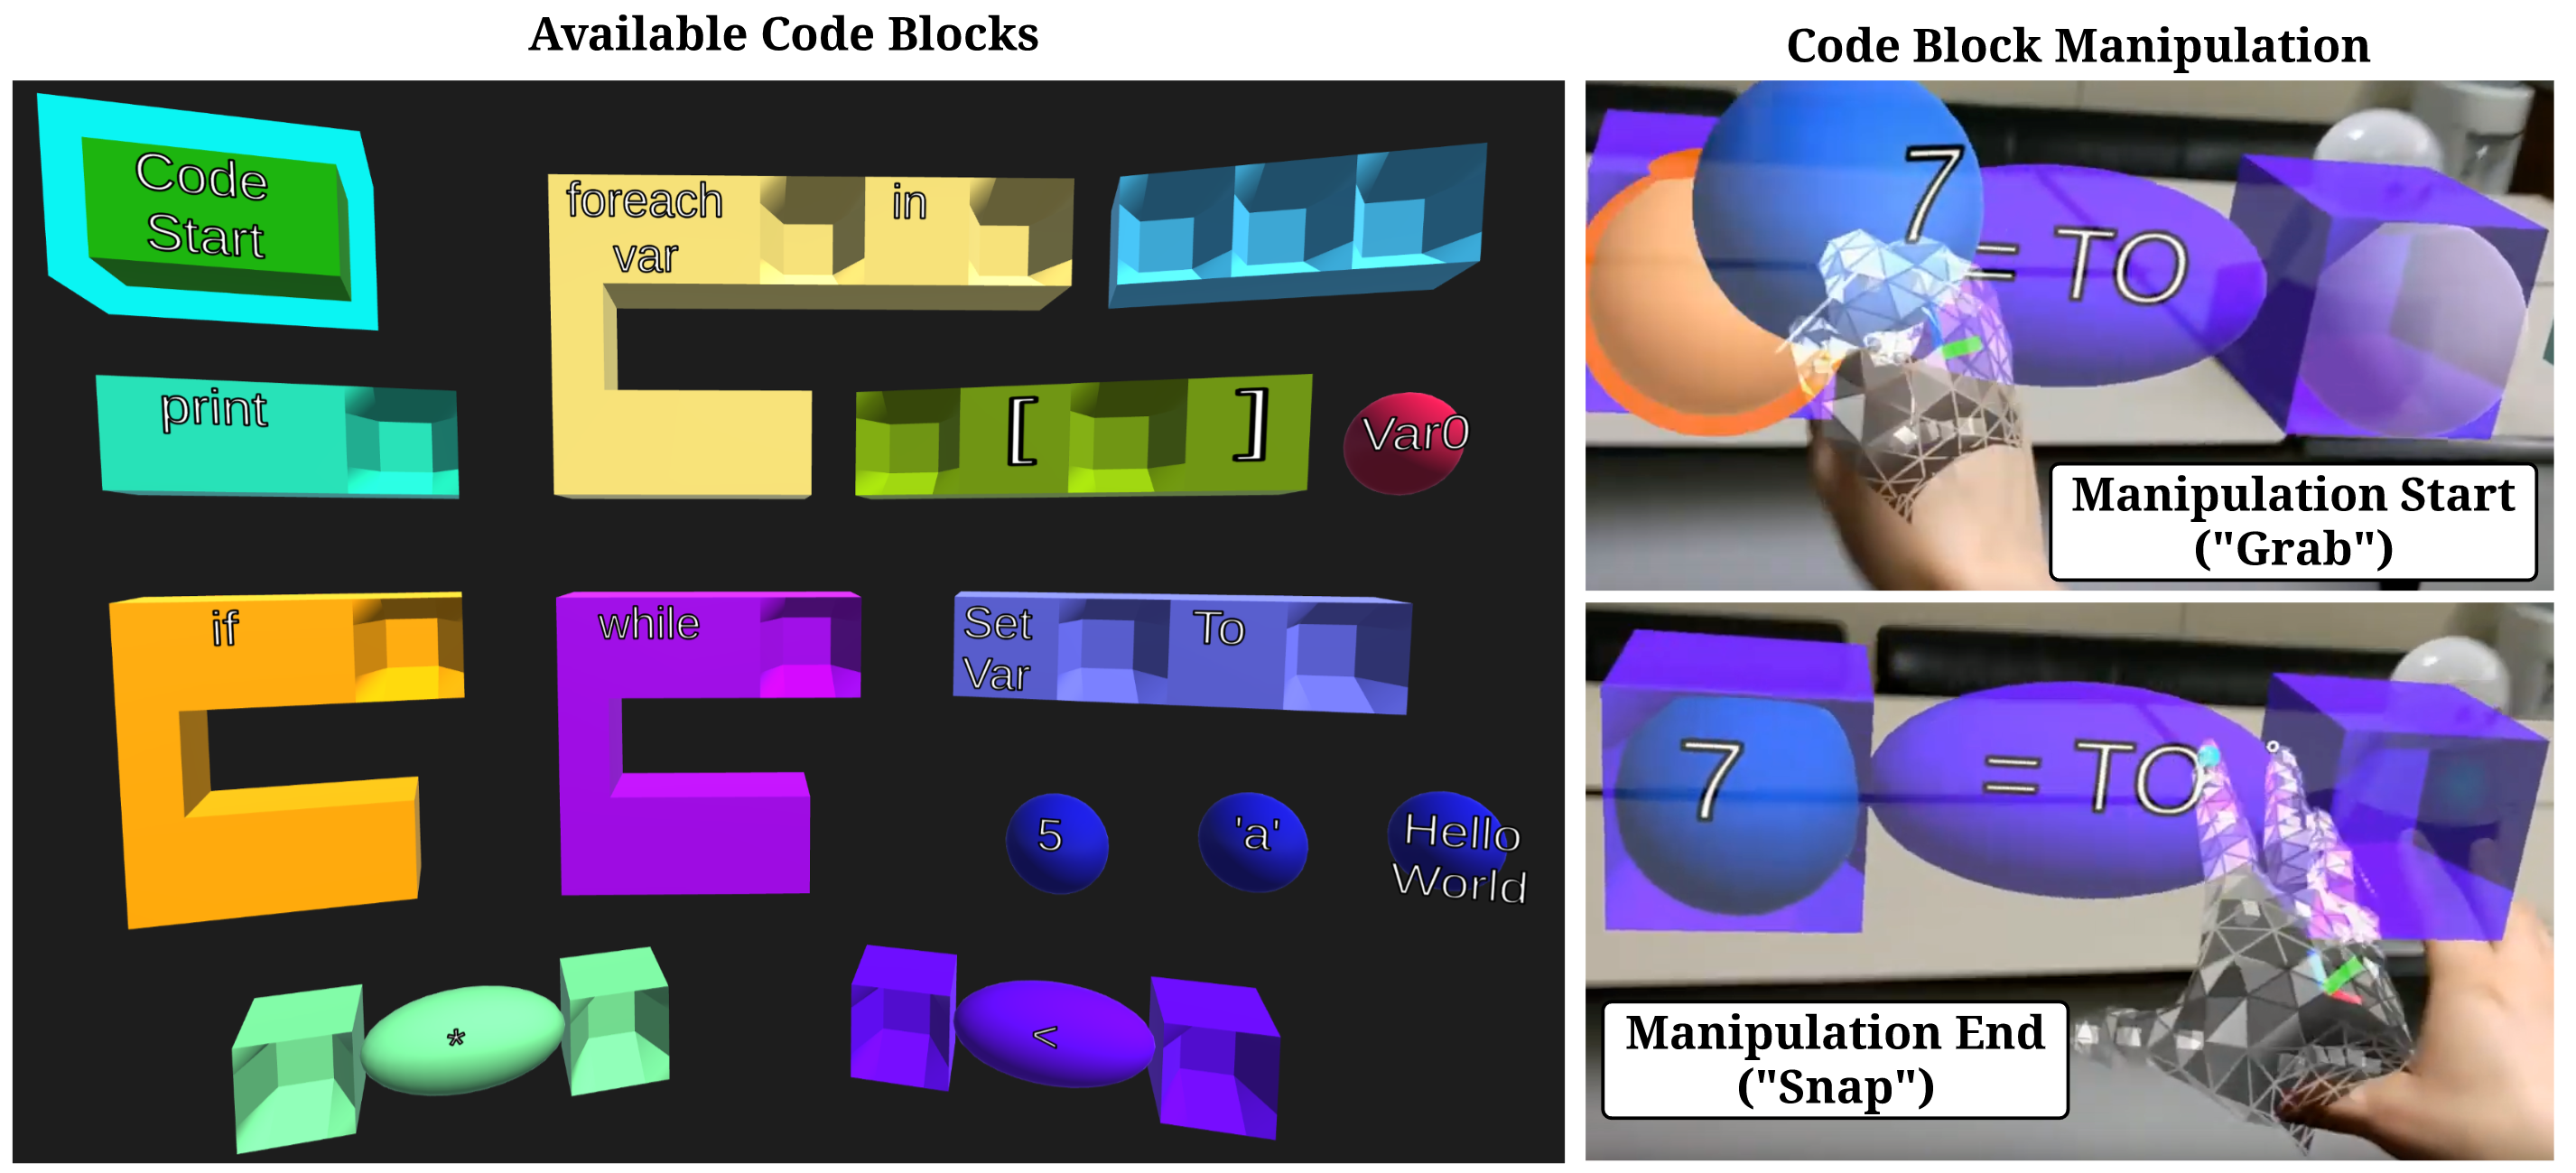 Available Code Blocks
Code
Start
foreach
var
in
print
[
]
Var0
if
while
Set
Var
To
5
'a'
Hello
World
*
<
Code Block Manipulation
7
= TO
Manipulation Start
("Grab")
7
= TO
Manipulation End
("Snap")